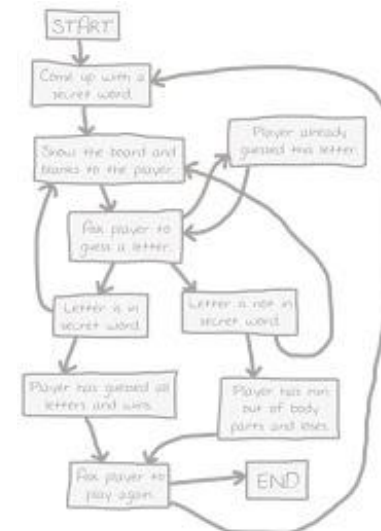 START
Come up with a
secret word.
Show the board and
blanks to the player.
Player already
guessed this letter.
Ask player to
guess a letter.
Letter is in
secret word.
Letter is not in
secret word.
Player has guessed all
letters and wins.
Player has run
out of body
parts and loses.
Ask player to
play again.
END